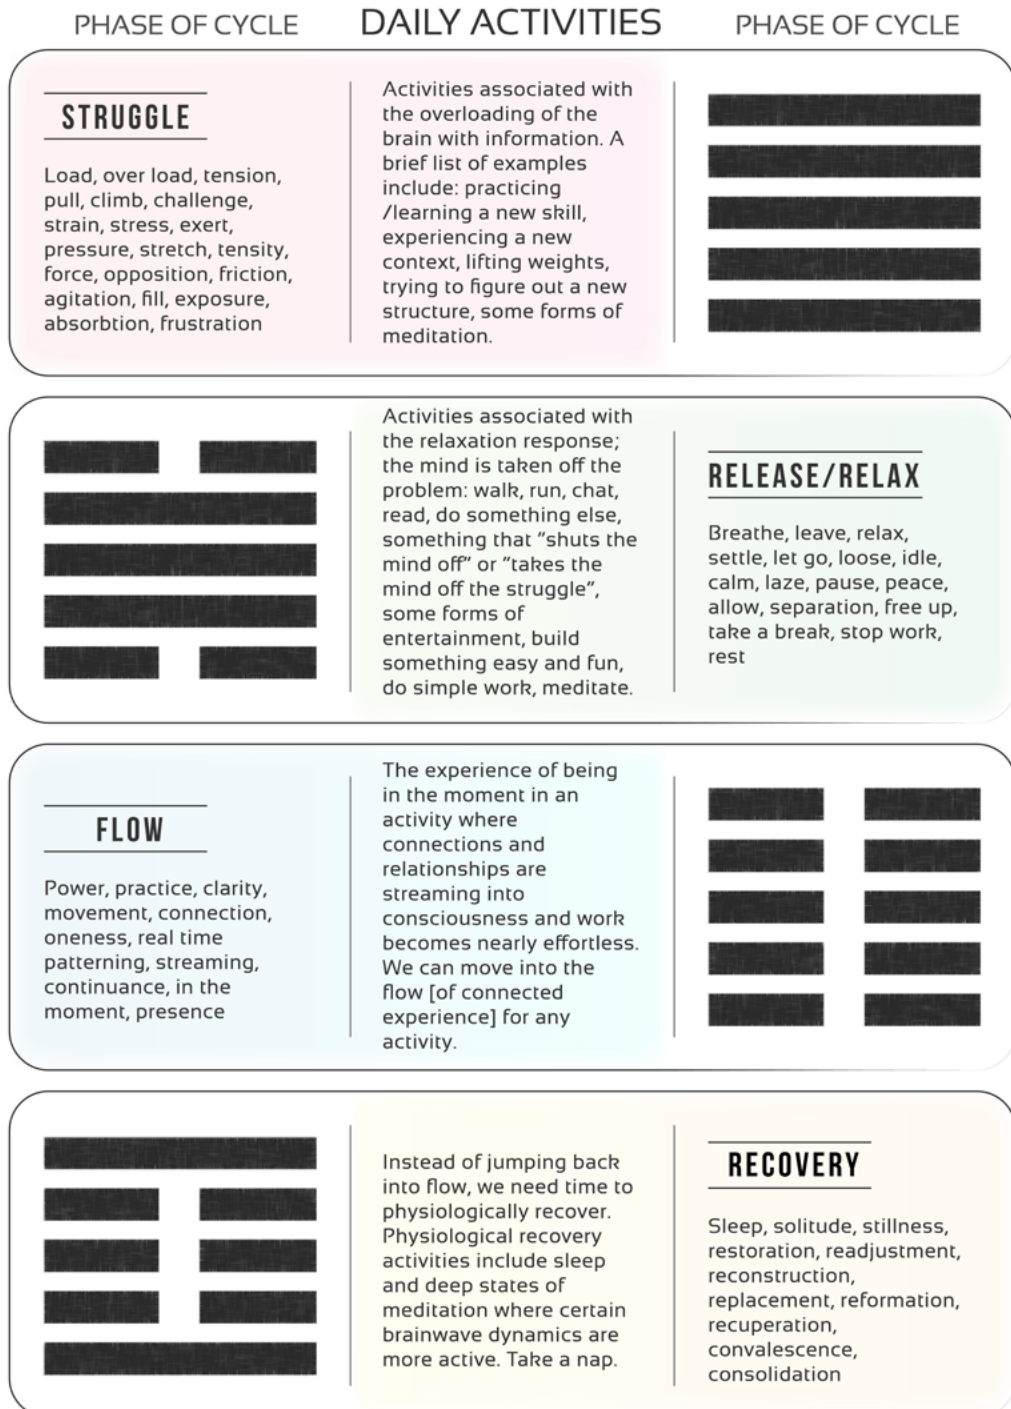 PHASE OF CYCLE
DAILY ACTIVITIES
PHASE OF CYCLE
STRUGGLE
Load, over load, tension,
pull, climb, challenge,
strain, stress, exert,
pressure, stretch, tensity,
force, opposition, friction,
agitation, fill, exposure,
absorbtion, frustration
Activities associated with
the overloading of the
brain with information. A
brief list of examples
include: practicing
/learning a new skill,
experiencing a new
context, lifting weights,
trying to figure out a new
structure, some forms of
meditation.
Activities associated with
the relaxation response;
the mind is taken off the
problem: walk, run, chat,
read, do something else,
something that "shuts the
mind off" or "takes the
mind off the struggle",
some forms of
entertainment, build
something easy and fun,
do simple work, meditate.
RELEASE/RELAX
Breathe, leave, relax,
settle, let go, loose, idle,
calm, laze, pause, peace,
allow, separation, free up,
take a break, stop work,
rest
FLOW
Power, practice, clarity,
movement, connection,
oneness, real time
patterning, streaming,
continuance, in the
moment, presence
The experience of being
in the moment in an
activity where
connections and
relationships are
streaming into
consciousness and work
becomes nearly effortless.
We can move into the
flow [of connected
experience] for any
activity.
Instead of jumping back
into flow, we need time to
physiologically recover.
Physiological recovery
activities include sleep
and deep states of
meditation where certain
brainwave dynamics are
more active. Take a nap.
RECOVERY
Sleep, solitude, stillness,
restoration, readjustment,
reconstruction,
replacement, reformation,
recuperation,
convalescence,
consolidation